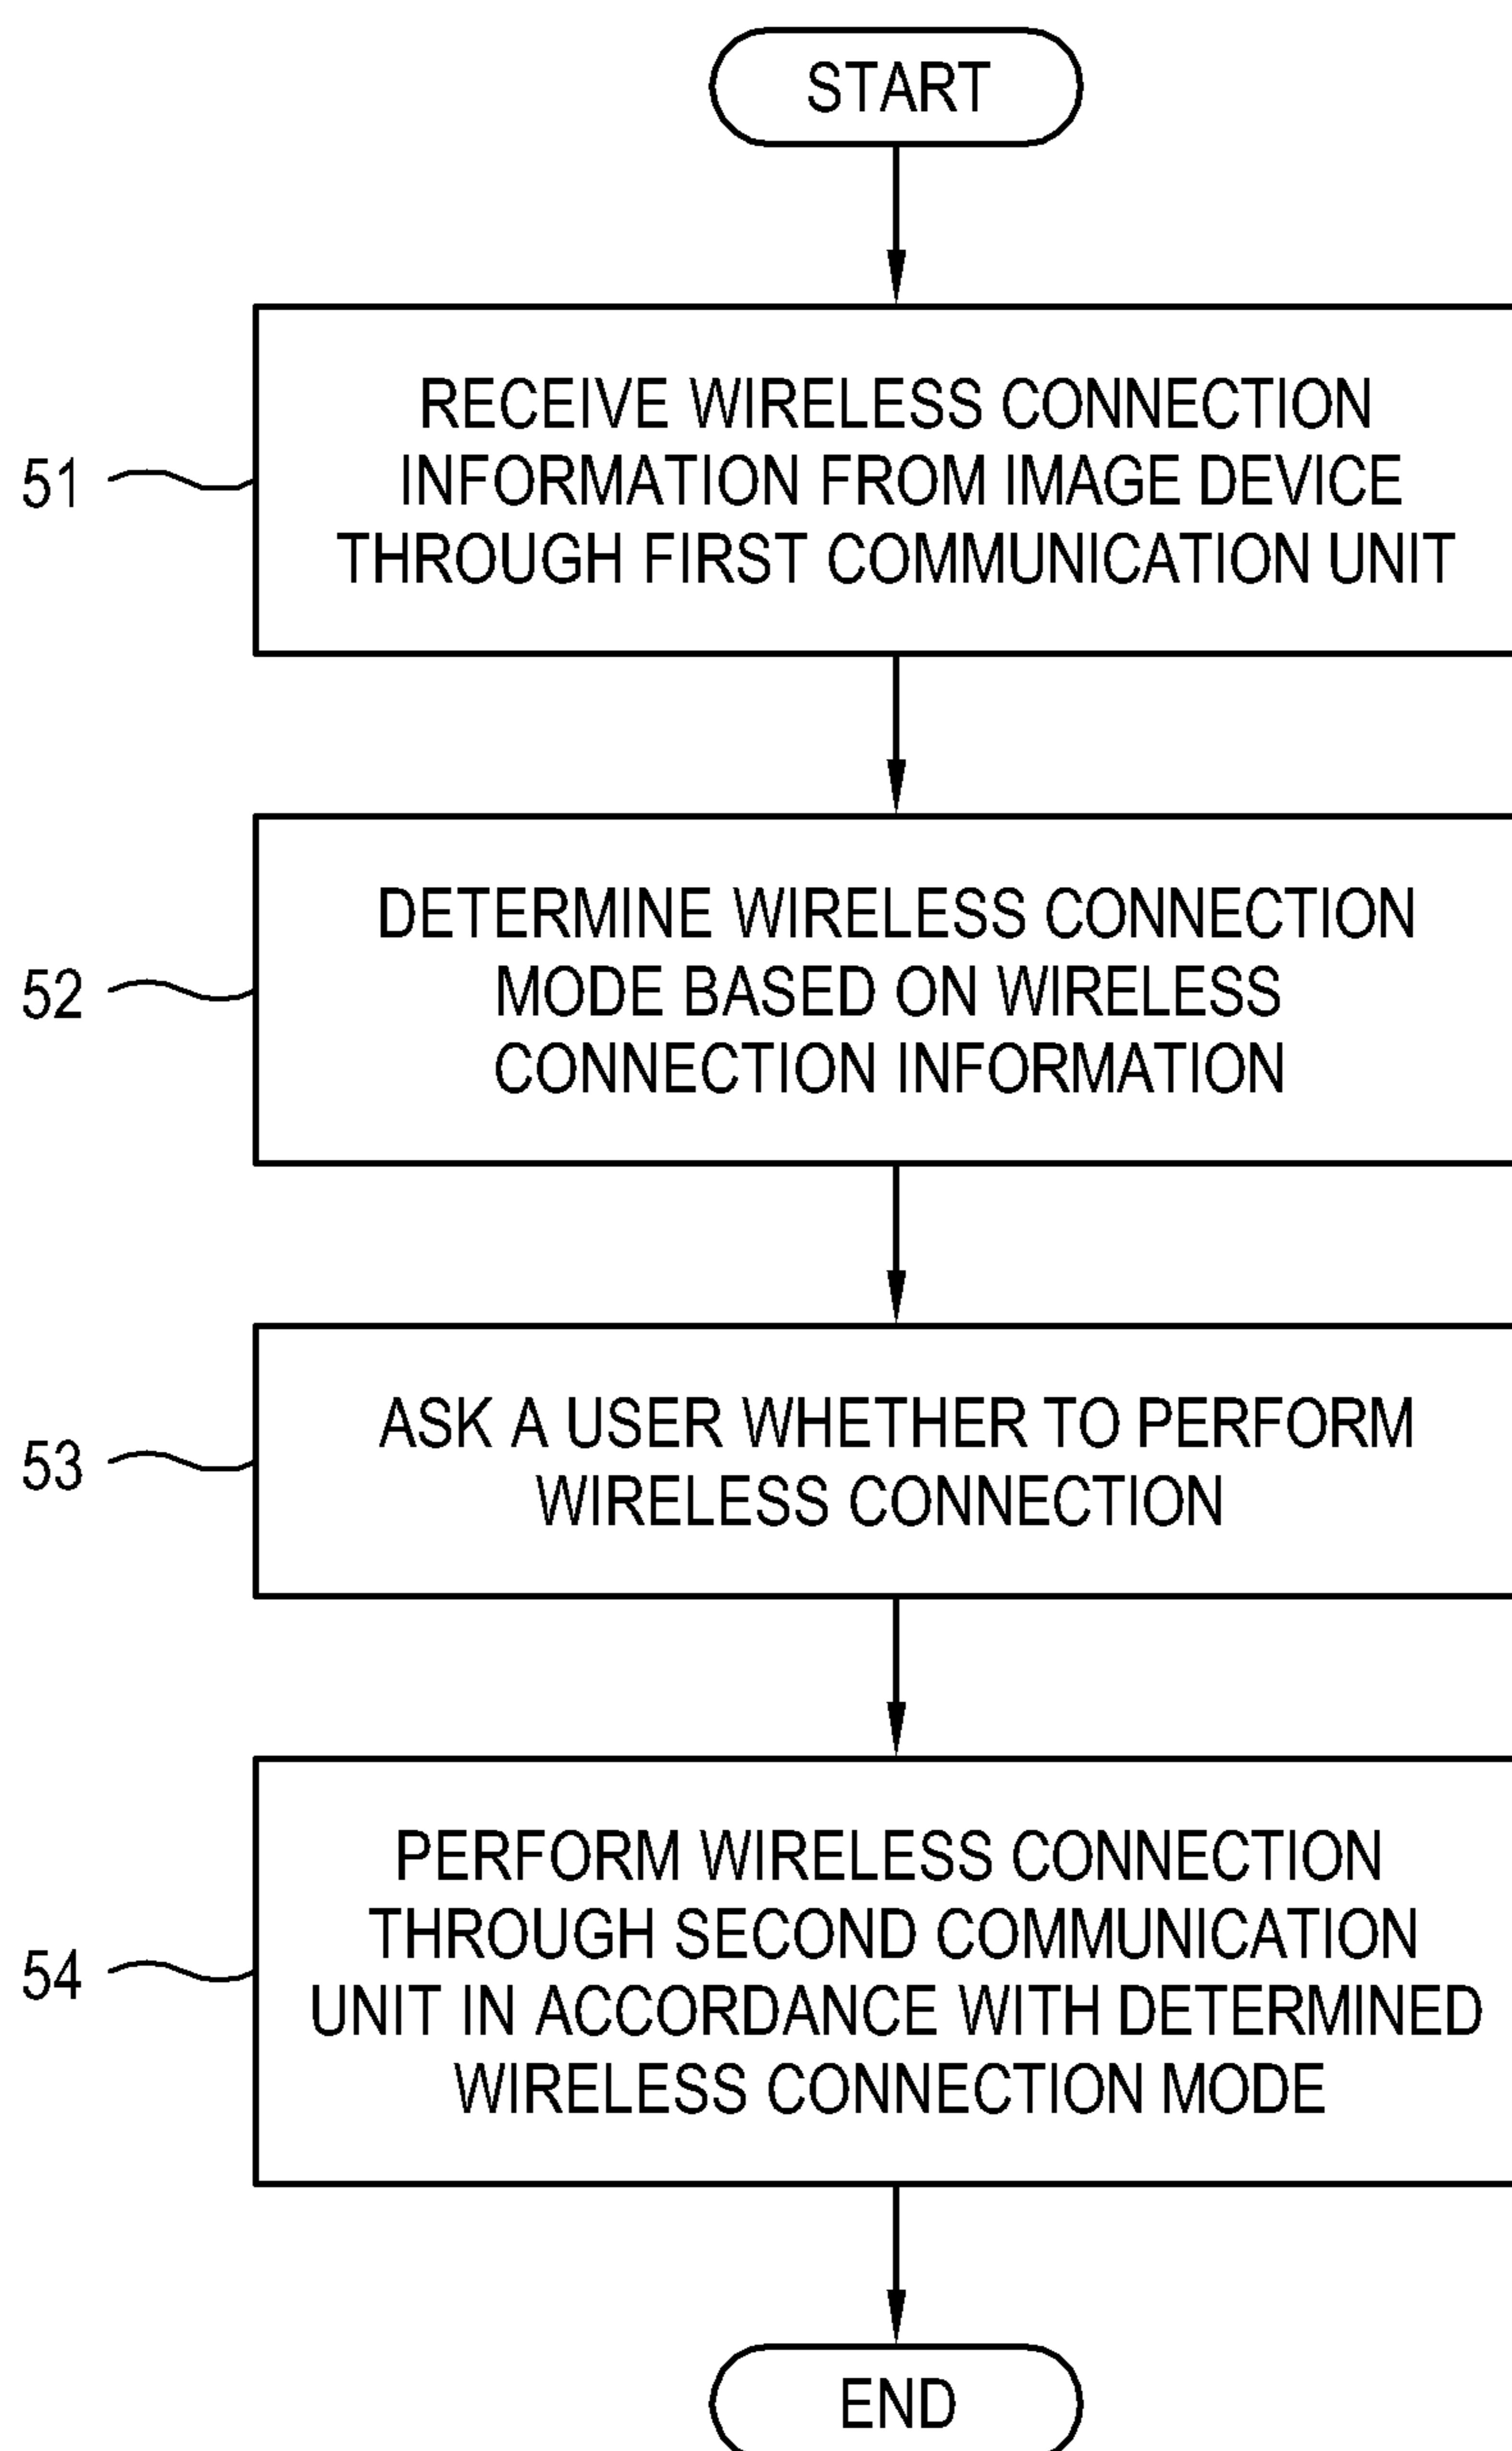 START
RECEIVE WIRELESS CONNECTION
INFORMATION FROM IMAGE DEVICE
THROUGH FIRST COMMUNICATION UNIT
51
DETERMINE WIRELESS CONNECTION
MODE BASED ON WIRELESS
CONNECTION INFORMATION
52
ASK A USER WHETHER TO PERFORM
WIRELESS CONNECTION
53
PERFORM WIRELESS CONNECTION
THROUGH SECOND COMMUNICATION
UNIT IN ACCORDANCE WITH DETERMINED
WIRELESS CONNECTION MODE
54
END